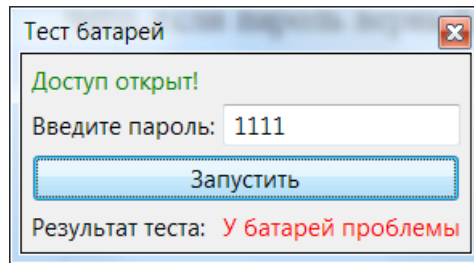 Тест батарей
Доступ открыт!
Введите пароль: 1111
Запустить
Результат теста: У батарей проблемы